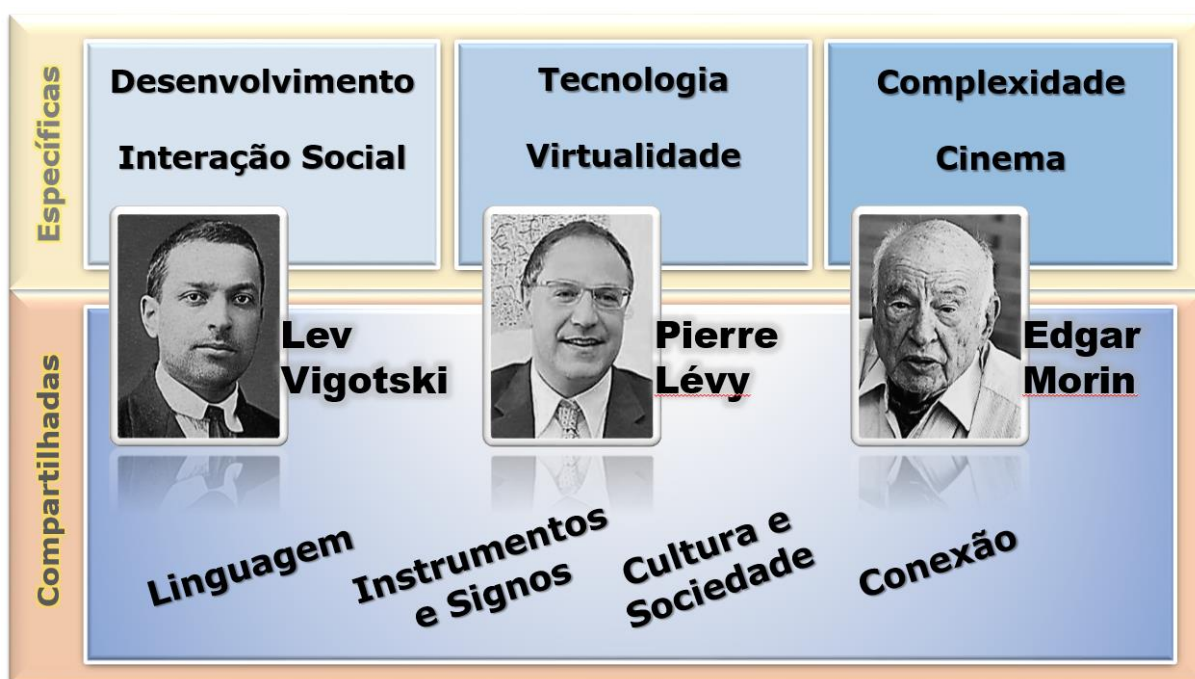 Específicas
Desenvolvimento
Interação Social
Tecnologia
Virtualidade
Complexidade
Cinema
Compartilhadas
Lev
Vigotski
Pierre
Lévy
Edgar
Morin
Linguagem
Instrumentos
e Signos
Cultura e
Sociedade
Conexão